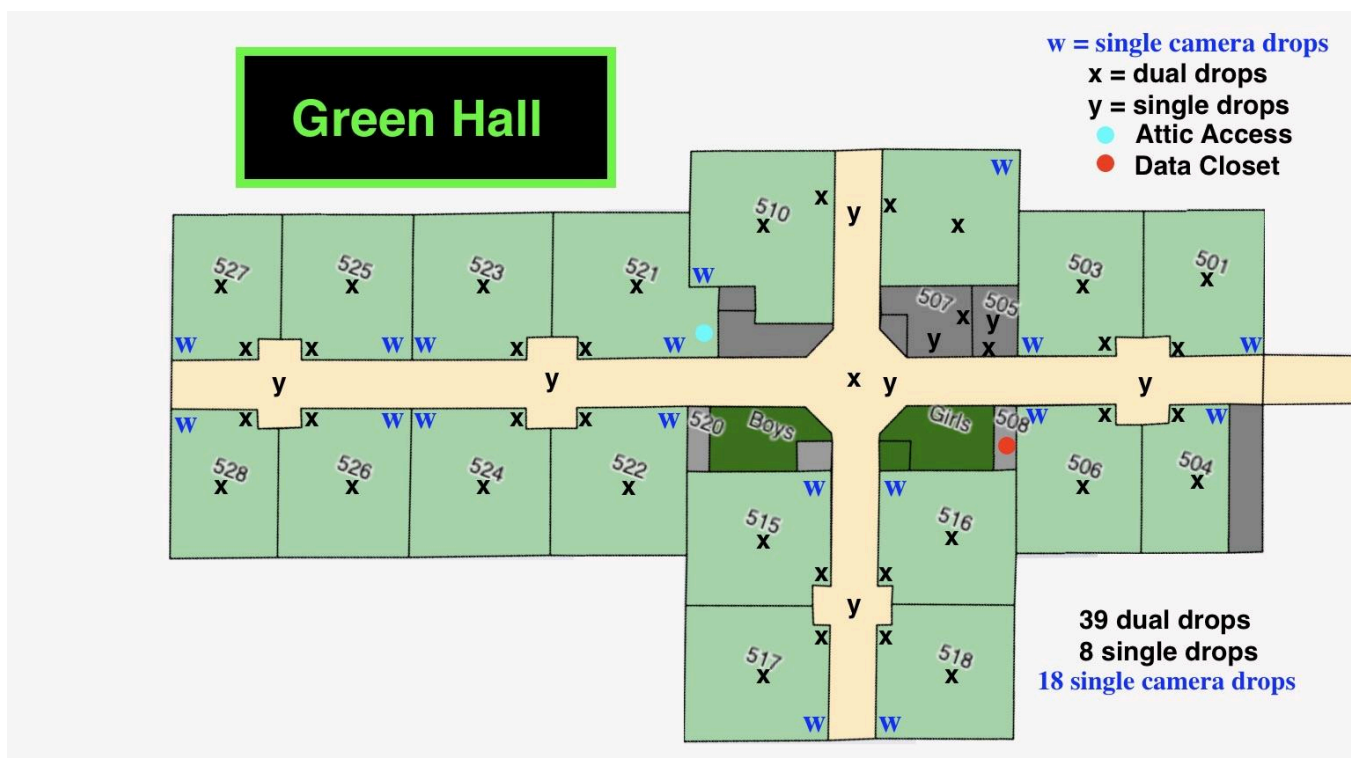 w = single camera drops
x = dual drops
y = single drops
Attic Access
Data Closet
Green Hall
510 x x y x x w
527 x 525 x 523 x 521 x w 503 x 501 x
507 x 505 y
w x x w w x x w y x w x x w
y y x y y
w x x w w x x w 520 Boys Girls 508 w x x w
528 x 526 x 524 x 522 x 506 x 504 x
w w
515 x 516 x
x x
y
x x
517 x 518 x
w w
39 dual drops
8 single drops
18 single camera drops